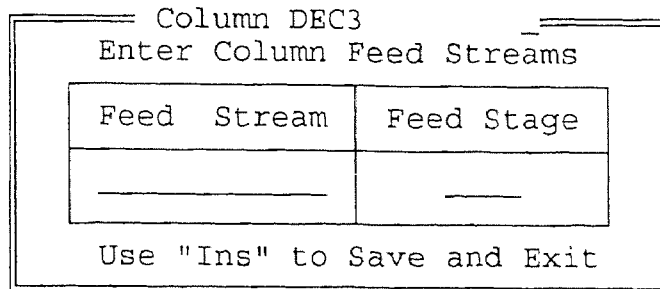 Column DEC3
Enter Column Feed Streams
Feed Stream Feed Stage
Use "Ins" to Save and Exit